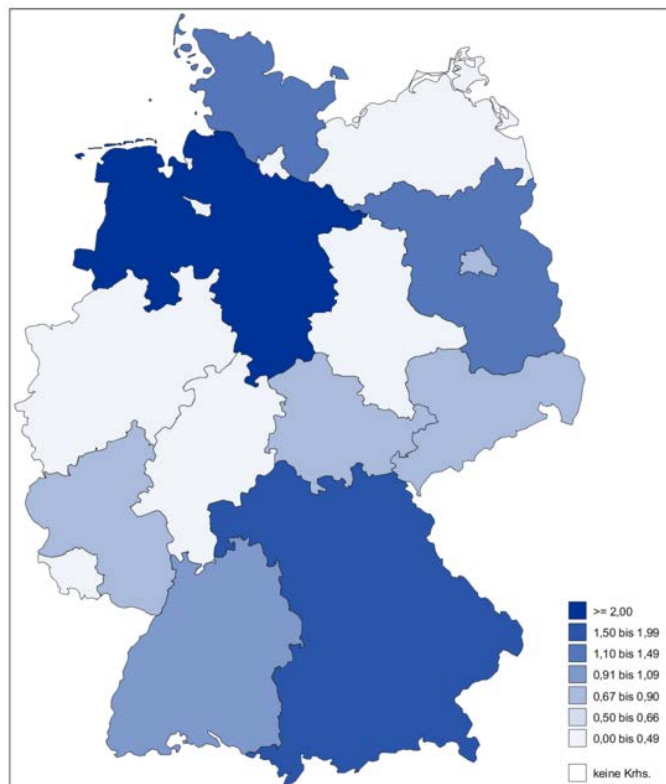 >= 2,00
1,50 bis 1,99
1,10 bis 1,49
0,91 bis 1,09
0,67 bis 0,90
0,50 bis 0,66
0,00 bis 0,49
keine Krhs.